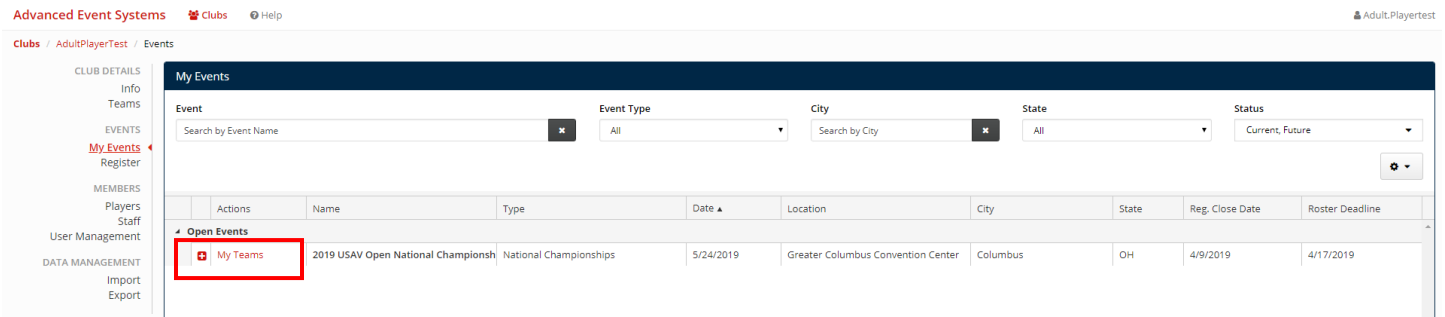 Advanced Event Systems Clubs Help Adult.Playertest
Clubs / AdultPlayerTest / Events
CLUB DETAILS
Info
Teams
EVENTS
My Events
Register
MEMBERS
Players
Staff
User Management
DATA MANAGEMENT
Import
Export
My Events
Event Event Type City State Status
Search by Event Name All Search by City All Current, Future
Actions Name Type Date Location City State Reg. Close Date Roster Deadline
Open Events
My Teams 2019 USAV Open National Championsh National Championships 5/24/2019 Greater Columbus Convention Center Columbus OH 4/9/2019 4/17/2019